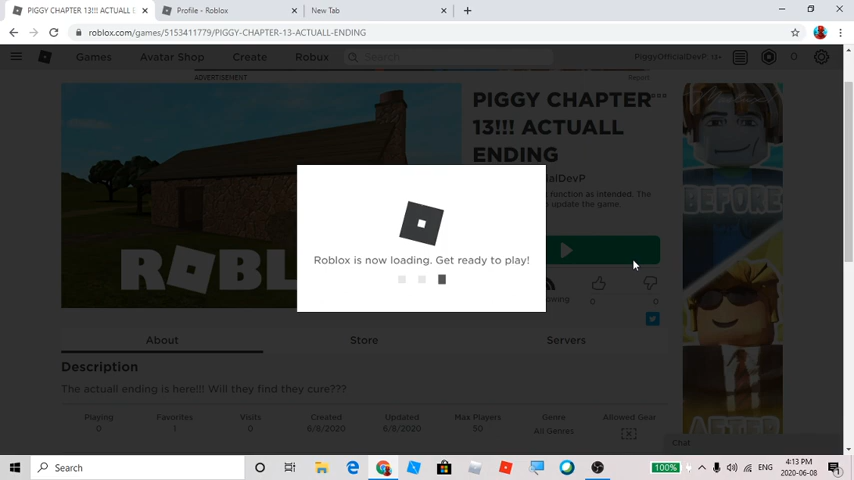 PIGGY CHAPTER 13!!! ACTUALL E
Profile - Roblox
New Tab
roblox.com/games/5153411779/PIGGY-CHAPTER-13-ACTUALL-ENDING
Games Avatar Shop Create Robux Search PiggyOfficialDevP 13+ 0
ADVERTISEMENT Report
PIGGY CHAPTER
13!!! ACTUALL
ENDING
cialDevP
function as intended. The
update the game.
ROBL
Roblox is now loading. Get ready to play!
owing 0 0
BEFORE
AFTER
About Store Servers
Description
The actuall ending is here!!! Will they find they cure???
Playing Favorites Visits Created Updated Max Players Genre Allowed Gear
0 1 0 6/8/2020 6/8/2020 50 All Genres
Chat
Search 100% ENG 4:13 PM
2020-06-08